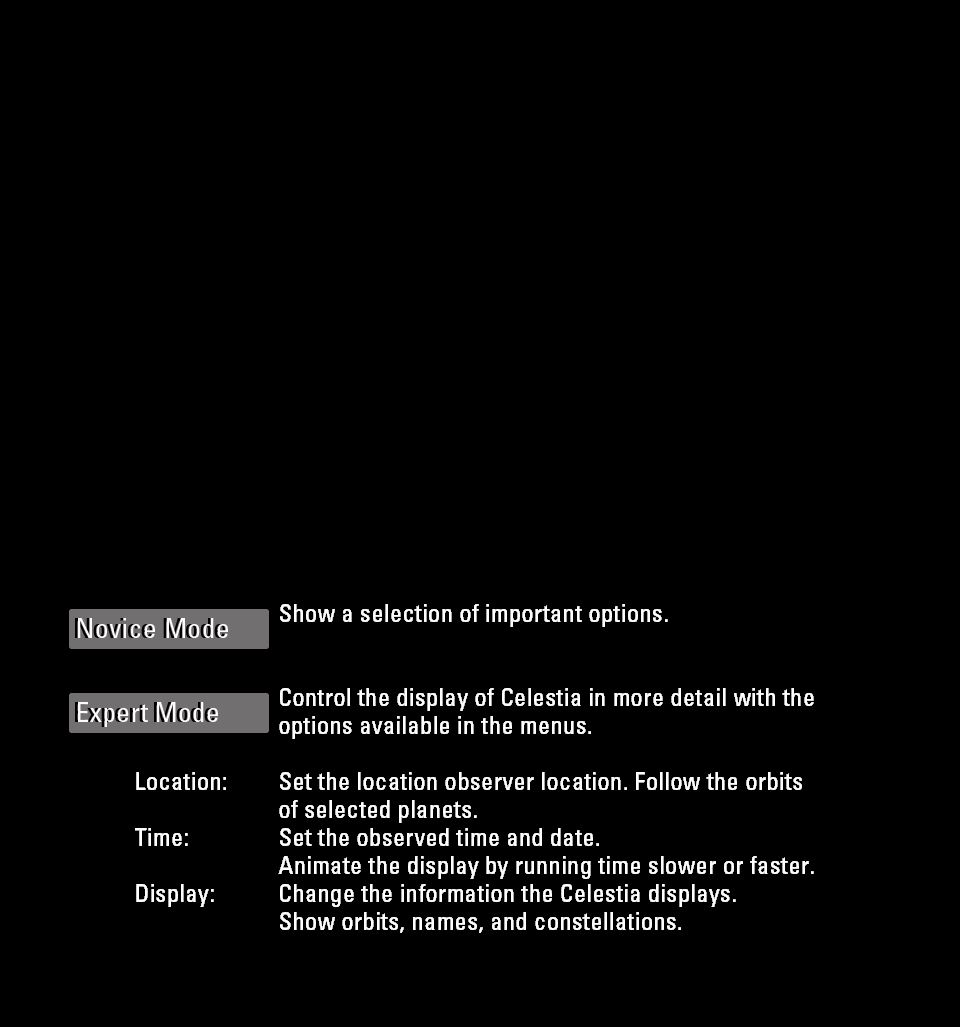 Novice Mode Show a selection of important options.
Expert Mode Control the display of Celestia in more detail with the
options available in the menus.
Location: Set the location observer location. Follow the orbits
of selected planets.
Time: Set the observed time and date.
Animate the display by running time slower or faster.
Display: Change the information the Celestia displays.
Show orbits, names, and constellations.